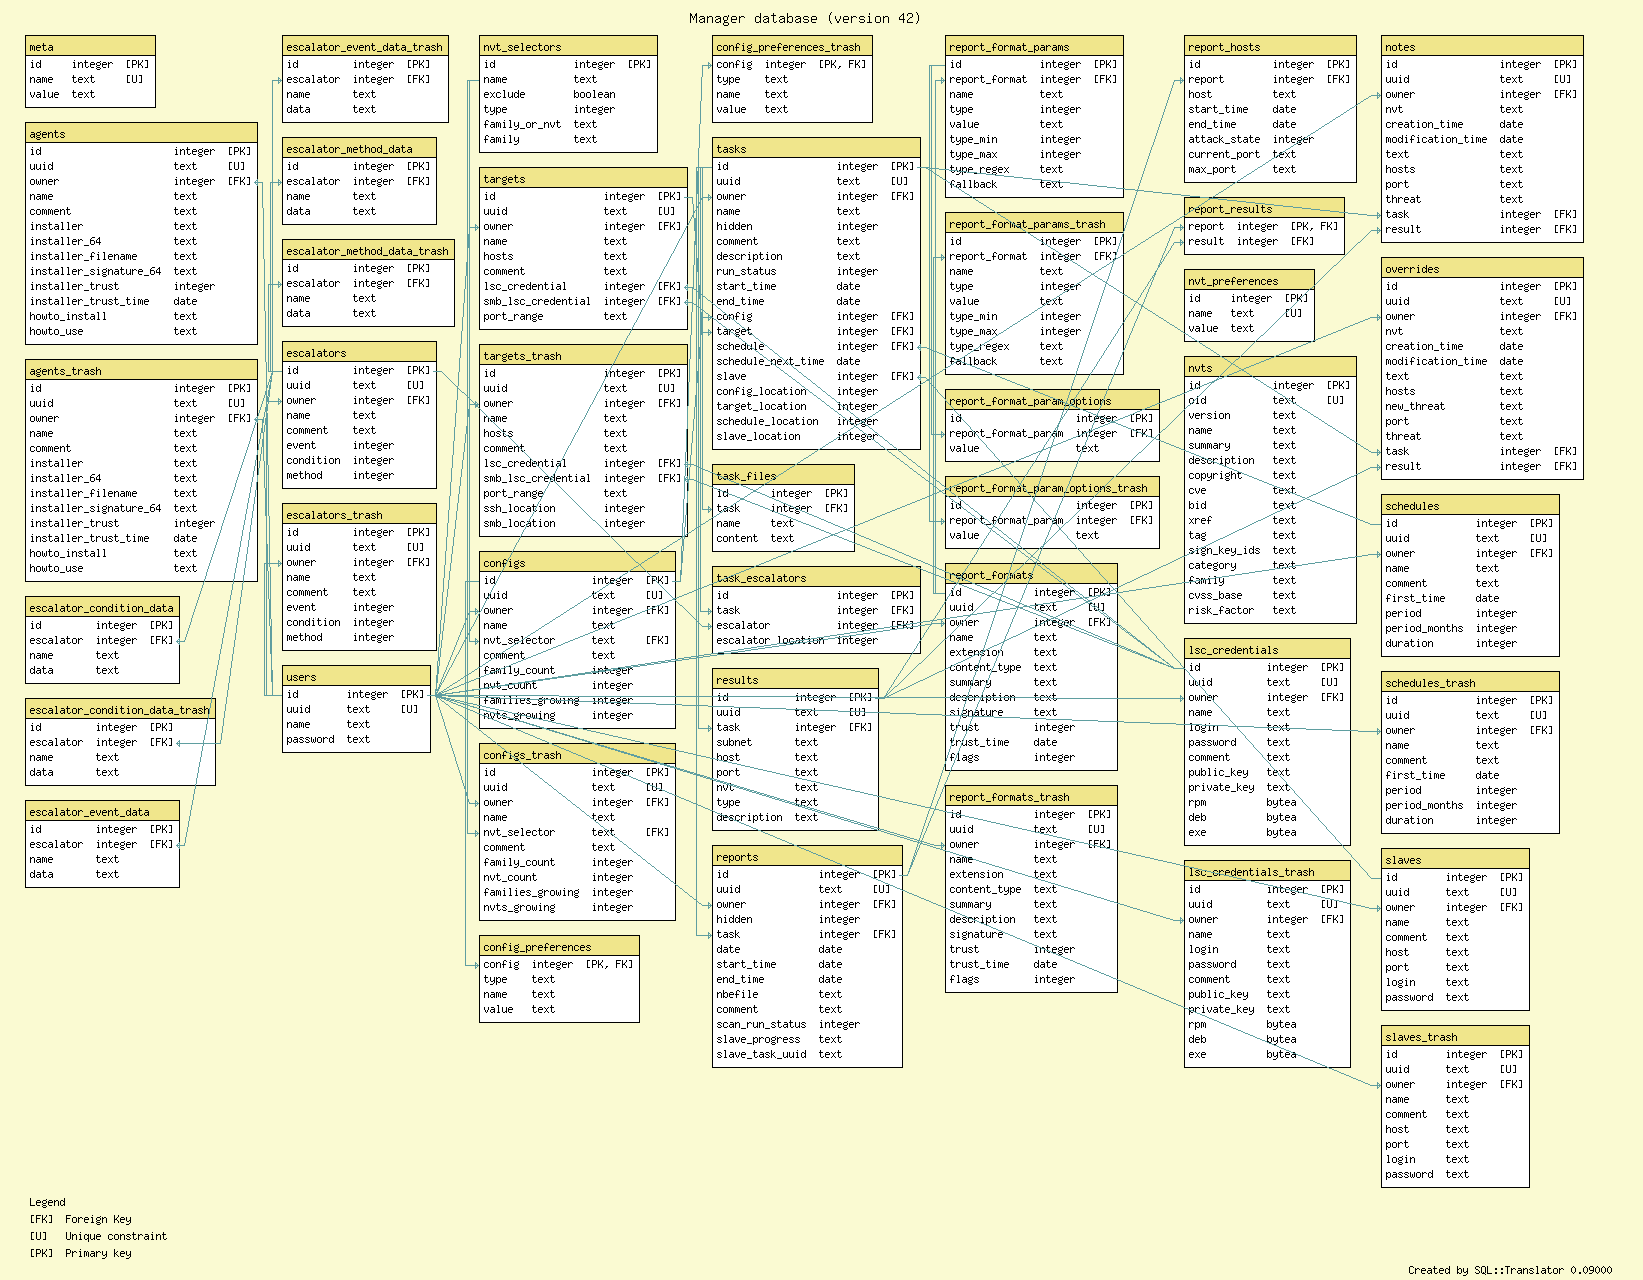 Manager database (version 42)
meta
id integer [PK]
name text [U]
value text
agents
id integer [PK]
uuid text [U]
owner integer [FK]
name text
comment text
installer text
installer_64 text
installer_filename text
installer_signature_64 text
installer_trust integer
installer_trust_time date
howto_install text
howto_use text
agents_trash
id integer [PK]
uuid text [U]
owner integer [FK]
name text
comment text
installer text
installer_64 text
installer_filename text
installer_signature_64 text
installer_trust integer
installer_trust_time date
howto_install text
howto_use text
escalator_condition_data
id integer [PK]
escalator integer [FK]
name text
data text
escalator_condition_data_trash
id integer [PK]
escalator integer [FK]
name text
data text
escalator_event_data
id integer [PK]
escalator integer [FK]
name text
data text
escalator_event_data_trash
id integer [PK]
escalator integer [FK]
name text
data text
escalator_method_data
id integer [PK]
escalator integer [FK]
name text
data text
escalator_method_data_trash
id integer [PK]
escalator integer [FK]
name text
data text
escalators
id integer [PK]
uuid text [U]
owner integer [FK]
name text
comment text
event integer
condition integer
method integer
escalators_trash
id integer [PK]
uuid text [U]
owner integer [FK]
name text
comment text
event integer
condition integer
method integer
users
id integer [PK]
uuid text [U]
name text
password text
nvt_selectors
id integer [PK]
name text
exclude boolean
type integer
family_or_nvt text
family text
targets
id integer [PK]
uuid text [U]
owner integer [FK]
name text
hosts text
comment text
lsc_credential integer [FK]
smb_lsc_credential integer [FK]
port_range text
targets_trash
id integer [PK]
uuid text [U]
owner integer [FK]
name text
hosts text
comment text
lsc_credential integer [FK]
smb_lsc_credential integer [FK]
port_range text
ssh_location integer
smb_location integer
configs
id integer [PK]
uuid text [U]
owner integer [FK]
name text
nvt_selector text [FK]
comment text
family_count integer
nvt_count integer
families_growing integer
nvts_growing integer
configs_trash
id integer [PK]
uuid text [U]
owner integer [FK]
name text
nvt_selector text [FK]
comment text
family_count integer
nvt_count integer
families_growing integer
nvts_growing integer
config_preferences
config integer [PK, FK]
type text
name text
value text
config_preferences_trash
config integer [PK, FK]
type text
name text
value text
tasks
id integer [PK]
uuid text [U]
owner integer [FK]
name text
hidden integer
comment text
description text
run_status integer
start_time date
end_time date
config integer [FK]
target integer [FK]
schedule integer [FK]
schedule_next_time date
slave integer [FK]
config_location integer
target_location integer
schedule_location integer
slave_location integer
task_files
id integer [PK]
task integer [FK]
name text
content text
task_escalators
id integer [PK]
task integer [FK]
escalator integer [FK]
escalator_location integer
results
id integer [PK]
uuid text [U]
task integer [FK]
subnet text
host text
port text
nvt text
type text
description text
reports
id integer [PK]
uuid text [U]
owner integer [FK]
hidden integer
task integer [FK]
date date
start_time date
end_time date
nbefile text
comment text
scan_run_status integer
slave_progress text
slave_task_uuid text
report_format_params
id integer [PK]
report_format integer [FK]
name text
type integer
value text
type_min integer
type_max integer
type_regex text
fallback text
report_format_params_trash
id integer [PK]
report_format integer [FK]
name text
type integer
value text
type_min integer
type_max integer
type_regex text
fallback text
report_format_param_options
id integer [PK]
report_format_param integer [FK]
value text
report_format_param_options_trash
id integer [PK]
report_format_param integer [FK]
value text
report_formats
id integer [PK]
uuid text [U]
owner integer [FK]
name text
extension text
content_type text
summary text
description text
signature text
trust integer
trust_time date
flags integer
report_formats_trash
id integer [PK]
uuid text [U]
owner integer [FK]
name text
extension text
content_type text
summary text
description text
signature text
trust integer
trust_time date
flags integer
report_hosts
id integer [PK]
report integer [FK]
host text
start_time date
end_time date
attack_state integer
current_port text
max_port text
report_results
report integer [PK, FK]
result integer [FK]
nvt_preferences
id integer [PK]
name text [U]
value text
nvts
id integer [PK]
oid text [U]
version text
name text
summary text
description text
copyright text
cve text
bid text
xref text
tag text
sign_key_ids text
category text
family text
cvss_base text
risk_factor text
lsc_credentials
id integer [PK]
uuid text [U]
owner integer [FK]
name text
login text
password text
comment text
public_key text
private_key text
rpm bytea
deb bytea
exe bytea
lsc_credentials_trash
id integer [PK]
uuid text [U]
owner integer [FK]
name text
login text
password text
comment text
public_key text
private_key text
rpm bytea
deb bytea
exe bytea
notes
id integer [PK]
uuid text [U]
owner integer [FK]
nvt text
creation_time date
modification_time date
text text
hosts text
port text
threat text
task integer [FK]
result integer [FK]
overrides
id integer [PK]
uuid text [U]
owner integer [FK]
nvt text
creation_time date
modification_time date
text text
hosts text
new_threat text
port text
threat text
task integer [FK]
result integer [FK]
schedules
id integer [PK]
uuid text [U]
owner integer [FK]
name text
comment text
first_time date
period integer
period_months integer
duration integer
schedules_trash
id integer [PK]
uuid text [U]
owner integer [FK]
name text
comment text
first_time date
period integer
period_months integer
duration integer
slaves
id integer [PK]
uuid text [U]
owner integer [FK]
name text
comment text
host text
port text
login text
password text
slaves_trash
id integer [PK]
uuid text [U]
owner integer [FK]
name text
comment text
host text
port text
login text
password text
Legend
[FK] Foreign Key
[U] Unique constraint
[PK] Primary key
Created by SQL::Translator 0.09000